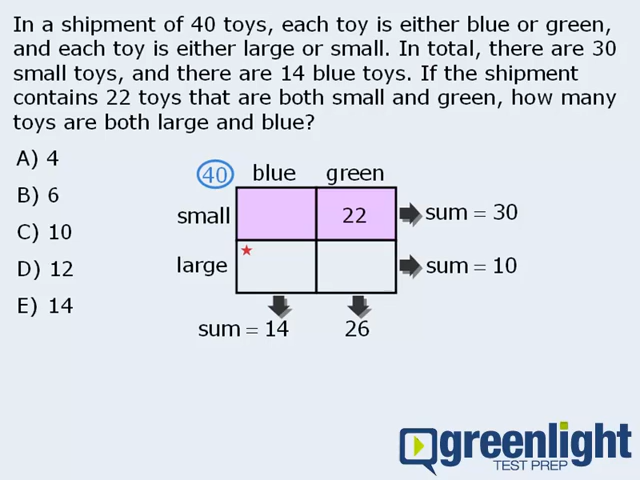 In a shipment of 40 toys, each toy is either blue or green,
and each toy is either large or small. In total, there are 30
small toys, and there are 14 blue toys. If the shipment
contains 22 toys that are both small and green, how many
toys are both large and blue?
A) 4
B) 6
C) 10
D) 12
E) 14
40 blue green
small 22 sum = 30
large sum = 10
sum = 14 26
greenlight
TEST PREP